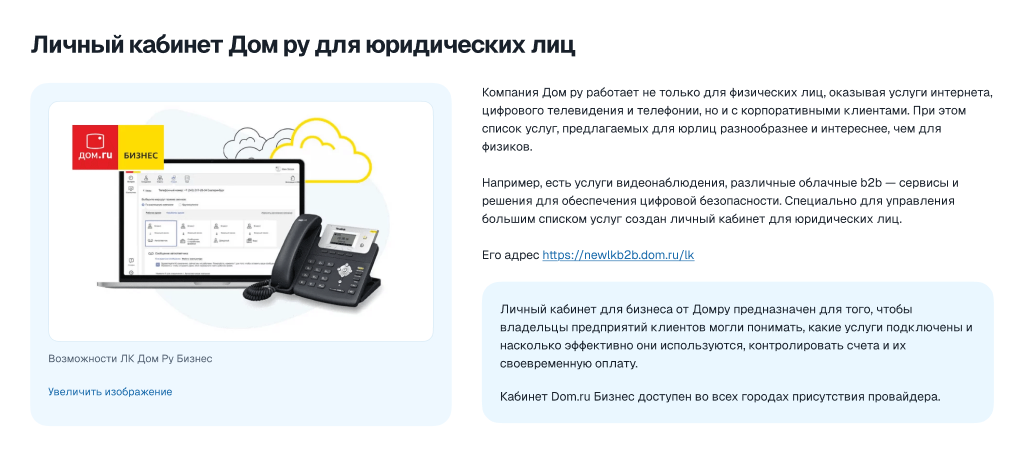 Личный кабинет Дом ру для юридических лиц
ДОМ.ru
БИЗНЕС
Возможности ЛК Дом Ру Бизнес
Увеличить изображение
Компания Дом ру работает не только для физических лиц, оказывая услуги интернета,
цифрового телевидения и телефонии, но и с корпоративными клиентами. При этом
список услуг, предлагаемых для юрлиц разнообразнее и интереснее, чем для
физиков.
Например, есть услуги видеонаблюдения, различные облачные b2b — сервисы и
решения для обеспечения цифровой безопасности. Специально для управления
большим списком услуг создан личный кабинет для юридических лиц.
Его адрес https://newlkb2b.dom.ru/lk
Личный кабинет для бизнеса от Домру предназначен для того, чтобы
владельцы предприятий клиентов могли понимать, какие услуги подключены и
насколько эффективно они используются, контролировать счета и их
своевременную оплату.
Кабинет Dom.ru Бизнес доступен во всех городах присутствия провайдера.